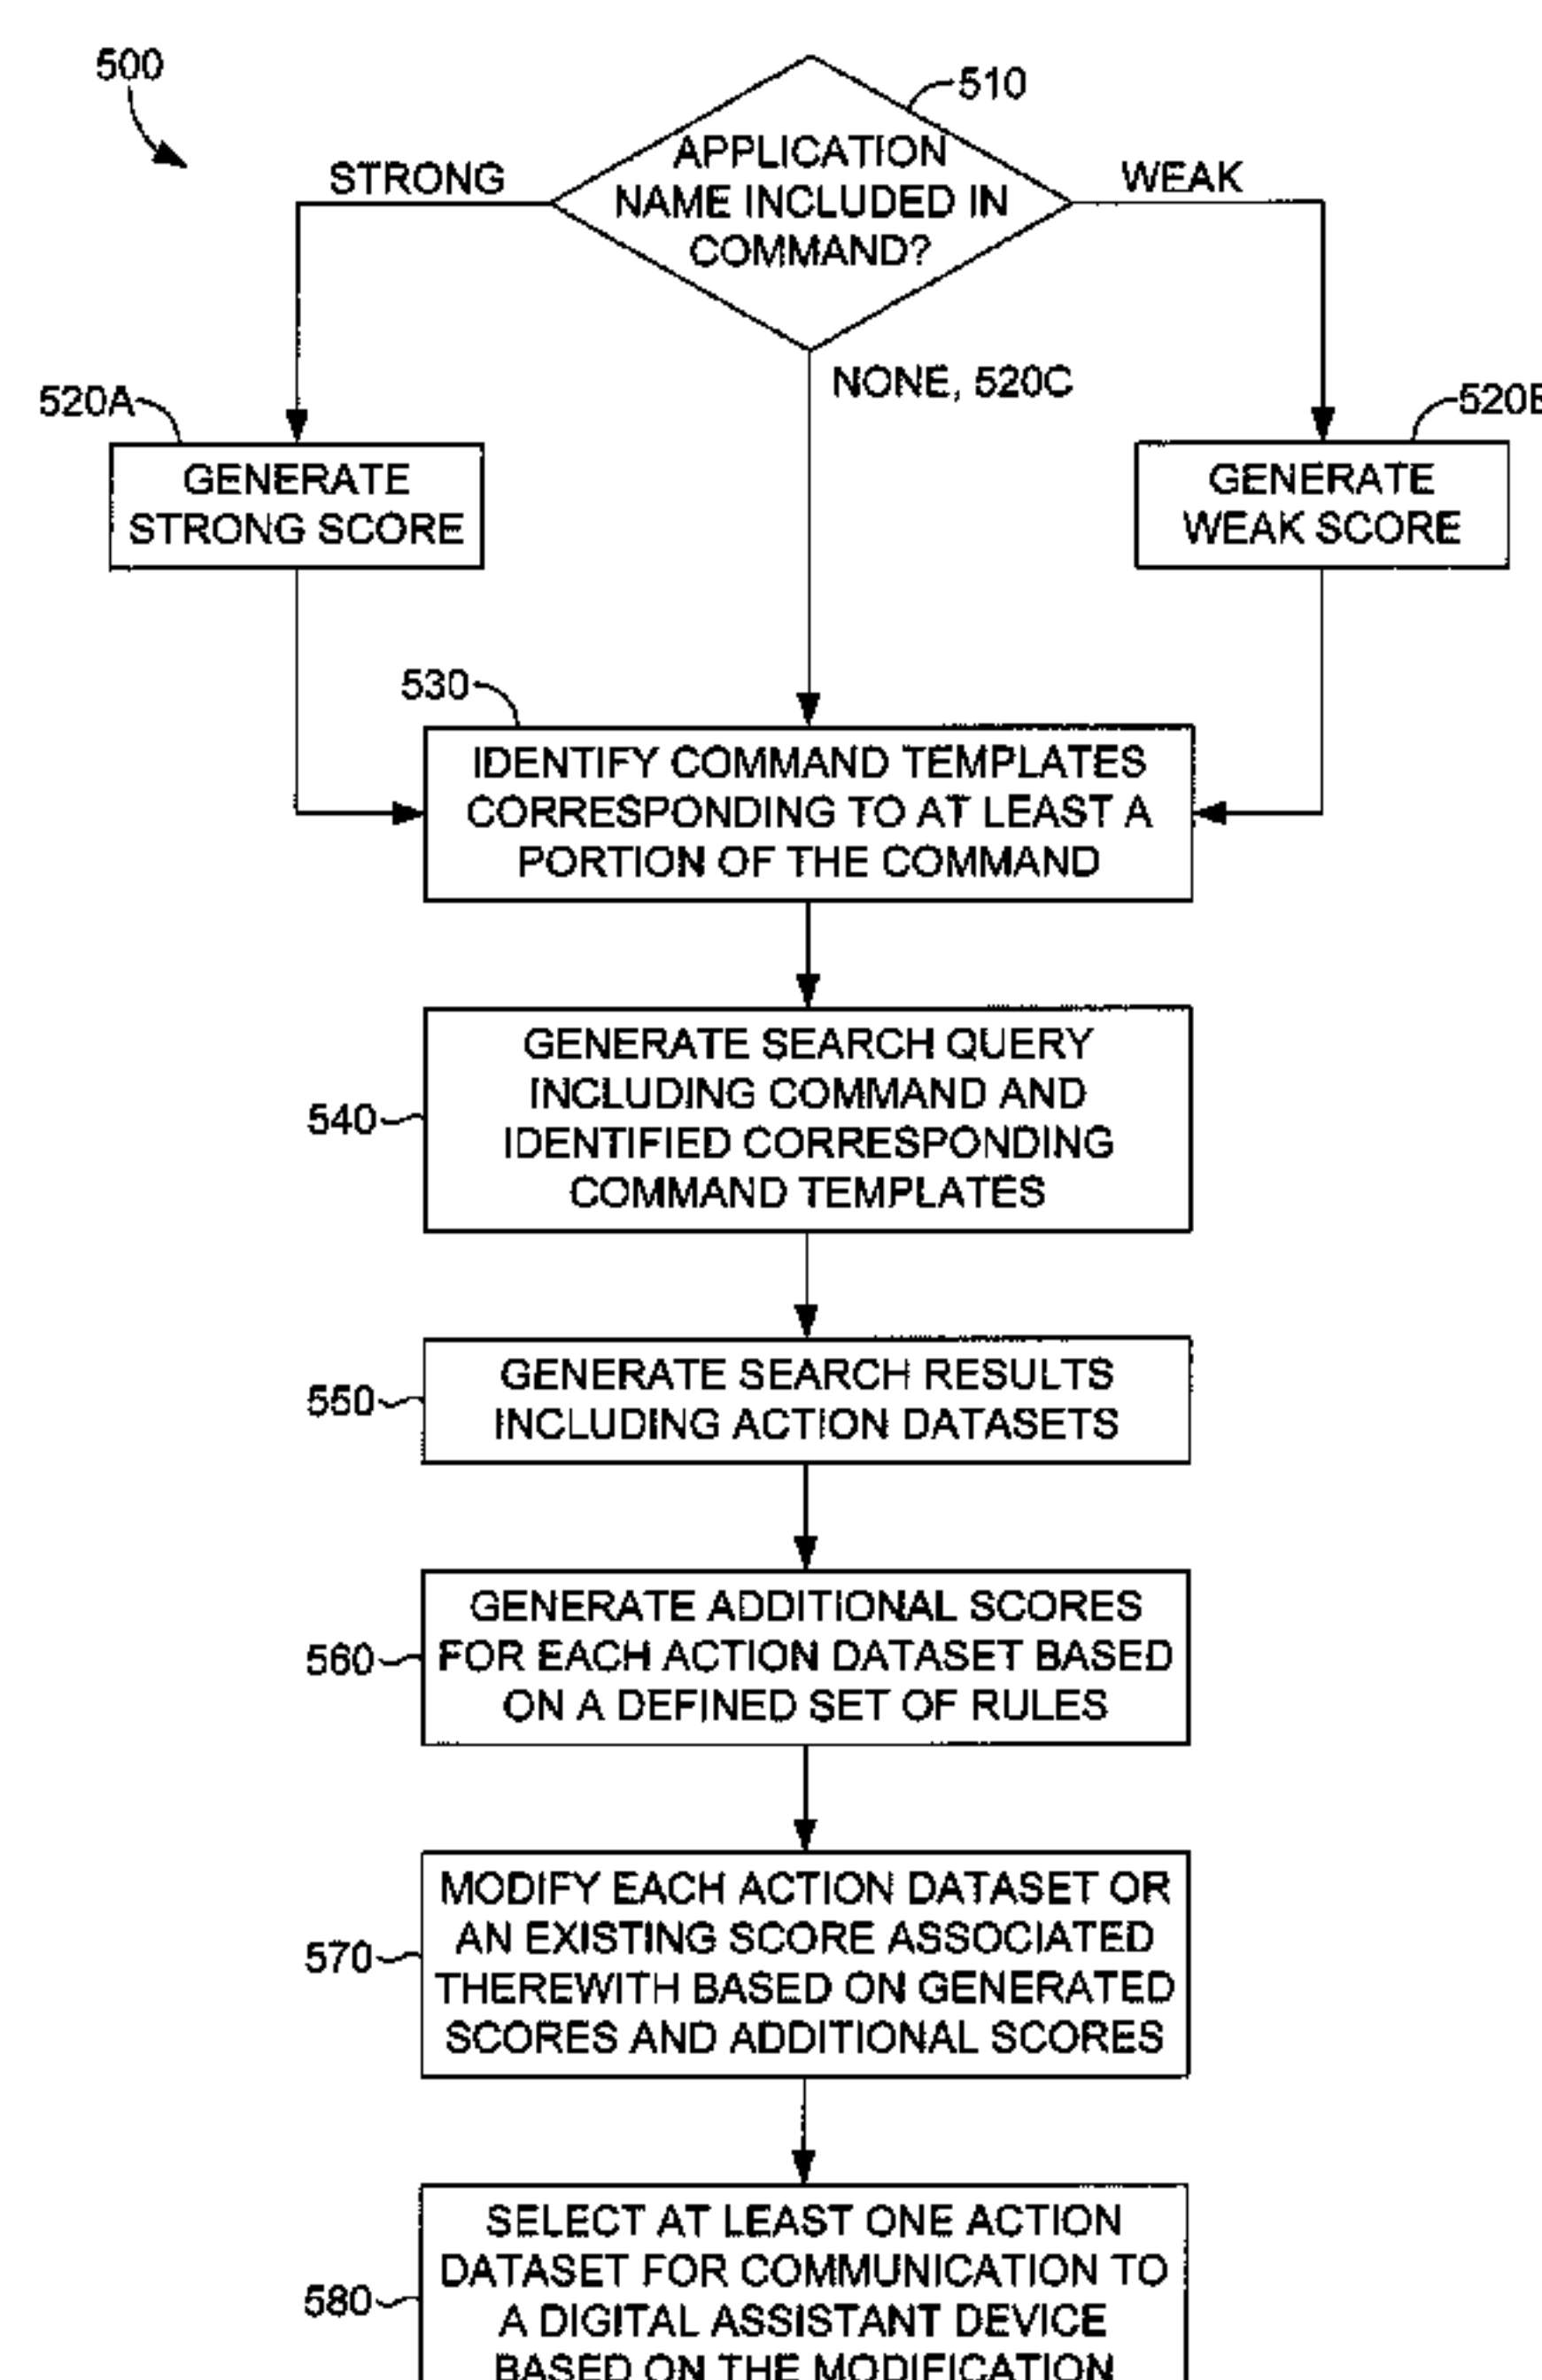 500
510
APPLICATION
NAME INCLUDED IN
COMMAND?
STRONG
WEAK
NONE, 520C
520A
GENERATE
STRONG SCORE
GENERATE
WEAK SCORE
530
IDENTIFY COMMAND TEMPLATES
CORRESPONDING TO AT LEAST A
PORTION OF THE COMMAND
540
GENERATE SEARCH QUERY
INCLUDING COMMAND AND
IDENTIFIED CORRESPONDING
COMMAND TEMPLATES
550
GENERATE SEARCH RESULTS
INCLUDING ACTION DATASETS
560
GENERATE ADDITIONAL SCORES
FOR EACH ACTION DATASET BASED
ON A DEFINED SET OF RULES
570
MODIFY EACH ACTION DATASET OR
AN EXISTING SCORE ASSOCIATED
THEREWITH BASED ON GENERATED
SCORES AND ADDITIONAL SCORES
580
SELECT AT LEAST ONE ACTION
DATASET FOR COMMUNICATION TO
A DIGITAL ASSISTANT DEVICE
BASED ON THE MODIFICATION